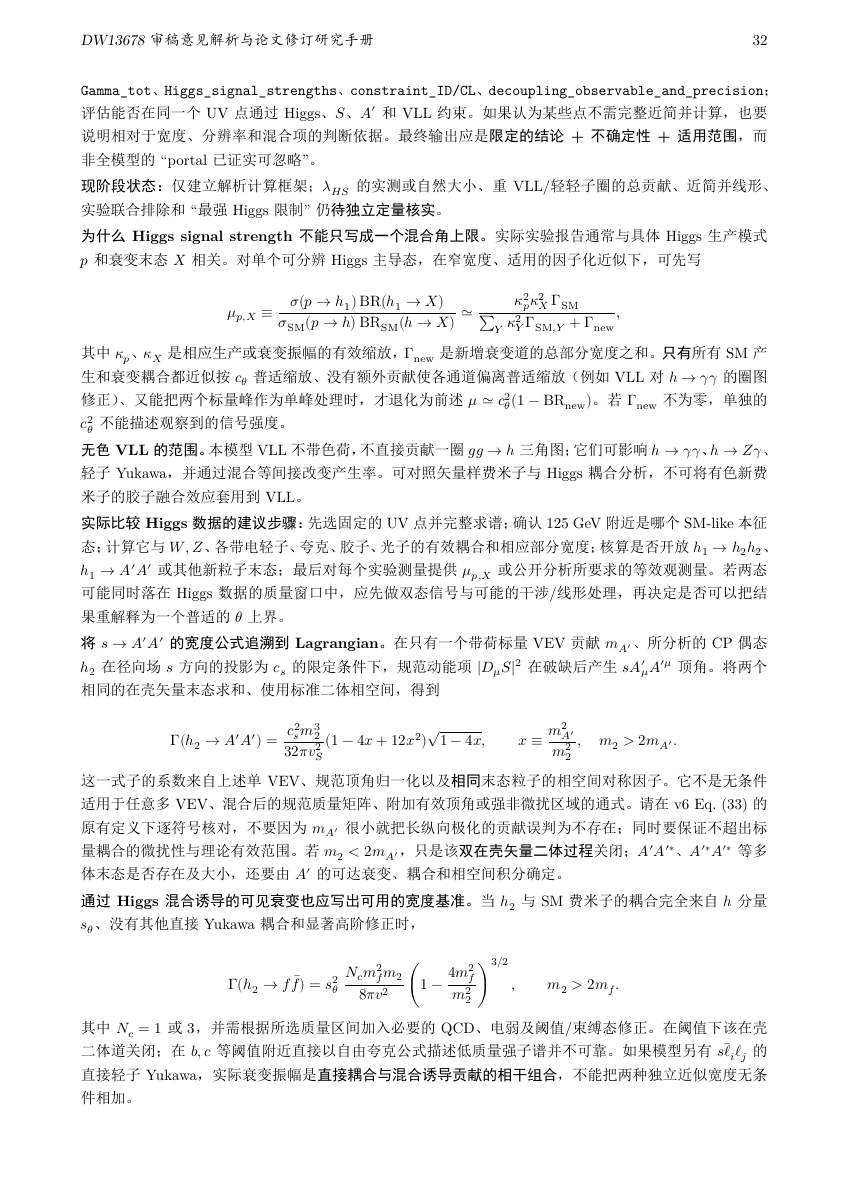 DW13678 审稿意见解析与论文修订研究手册 32
Gamma_tot、Higgs_signal_strengths、constraint_ID/CL、decoupling_observable_and_precision；
评估能否在同一个 UV 点通过 Higgs、S、A′ 和 VLL 约束。如果认为某些点不需完整近简并计算，也要
说明相对于宽度、分辨率和混合项的判断依据。最终输出应是限定的结论 + 不确定性 + 适用范围，而
非全模型的 “portal 已证实可忽略”。
现阶段状态：仅建立解析计算框架；λ_{HS} 的实测或自然大小、重 VLL/轻轻子圈的总贡献、近简并线形、
实验联合排除和 “最强 Higgs 限制” 仍待独立定量核实。
为什么 Higgs signal strength 不能只写成一个混合角上限。实际实验报告通常与具体 Higgs 生产模式
p 和衰变末态 X 相关。对单个可分辨 Higgs 主导态，在窄宽度、适用的因子化近似下，可先写
μ_{p,X} ≡ σ(p → h_1) BR(h_1 → X) / σ_{SM}(p → h) BR_{SM}(h → X) ≃ κ_p^2 κ_X^2 Γ_{SM} / ∑_Y κ_Y^2 Γ_{SM,Y} + Γ_{new},
其中 κ_p、κ_X 是相应生产或衰变振幅的有效缩放，Γ_{new} 是新增衰变道的总部分宽度之和。只有所有 SM 产
生和衰变耦合都近似按 c_θ 普适缩放、没有额外贡献使各通道偏离普适缩放（例如 VLL 对 h → γγ 的圈图
修正）、又能把两个标量峰作为单峰处理时，才退化为前述 μ ≃ c_θ^2(1 − BR_{new})。若 Γ_{new} 不为零，单独的
c_θ^2 不能描述观察到的信号强度。
无色 VLL 的范围。本模型 VLL 不带色荷，不直接贡献一圈 gg → h 三角图；它们可影响 h → γγ、h → Zγ、
轻子 Yukawa，并通过混合等间接改变产生率。可对照矢量样费米子与 Higgs 耦合分析，不可将有色新费
米子的胶子融合效应套用到 VLL。
实际比较 Higgs 数据的建议步骤：先选固定的 UV 点并完整求谱；确认 125 GeV 附近是哪个 SM-like 本征
态；计算它与 W, Z、各带电轻子、夸克、胶子、光子的有效耦合和相应部分宽度；核算是否开放 h_1 → h_2h_2、
h_1 → A′A′ 或其他新粒子末态；最后对每个实验测量提供 μ_{p,X} 或公开分析所要求的等效观测量。若两态
可能同时落在 Higgs 数据的质量窗口中，应先做双态信号与可能的干涉/线形处理，再决定是否可以把结
果重解释为一个普适的 θ 上界。
将 s → A′A′ 的宽度公式追溯到 Lagrangian。在只有一个带荷标量 VEV 贡献 m_{A′}、所分析的 CP 偶态
h_2 在径向场 s 方向的投影为 c_s 的限定条件下，规范动能项 |D_μS|^2 在破缺后产生 sA′_μA′^μ 顶角。将两个
相同的在壳矢量末态求和、使用标准二体相空间，得到
Γ(h_2 → A′A′) = c_s^2 m_2^3 / 32πv_S^2 (1 − 4x + 12x^2)√(1 − 4x), x ≡ m_{A′}^2 / m_2^2, m_2 > 2m_{A′}.
这一式子的系数来自上述单 VEV、规范顶角归一化以及相同末态粒子的相空间对称因子。它不是无条件
适用于任意多 VEV、混合后的规范质量矩阵、附加有效顶角或强非微扰区域的通式。请在 v6 Eq. (33) 的
原有定义下逐符号核对，不要因为 m_{A′} 很小就把长纵向极化的贡献误判为不存在；同时要保证不超出标
量耦合的微扰性与理论有效范围。若 m_2 < 2m_{A′}，只是该双在壳矢量二体过程关闭；A′A′^*、A′^*A′^* 等多
体末态是否存在及大小，还要由 A′ 的可达衰变、耦合和相空间积分确定。
通过 Higgs 混合诱导的可见衰变也应写出可用的宽度基准。当 h_2 与 SM 费米子的耦合完全来自 h 分量
s_θ、没有其他直接 Yukawa 耦合和显著高阶修正时，
Γ(h_2 → f f̄) = s_θ^2 N_c m_f^2 m_2 / 8πv^2 (1 − 4m_f^2 / m_2^2)^{3/2}, m_2 > 2m_f.
其中 N_c = 1 或 3，并需根据所选质量区间加入必要的 QCD、电弱及阈值/束缚态修正。在阈值下该在壳
二体道关闭；在 b, c 等阈值附近直接以自由夸克公式描述低质量强子谱并不可靠。如果模型另有 sℓ̄_iℓ_j 的
直接轻子 Yukawa，实际衰变振幅是直接耦合与混合诱导贡献的相干组合，不能把两种独立近似宽度无条
件相加。